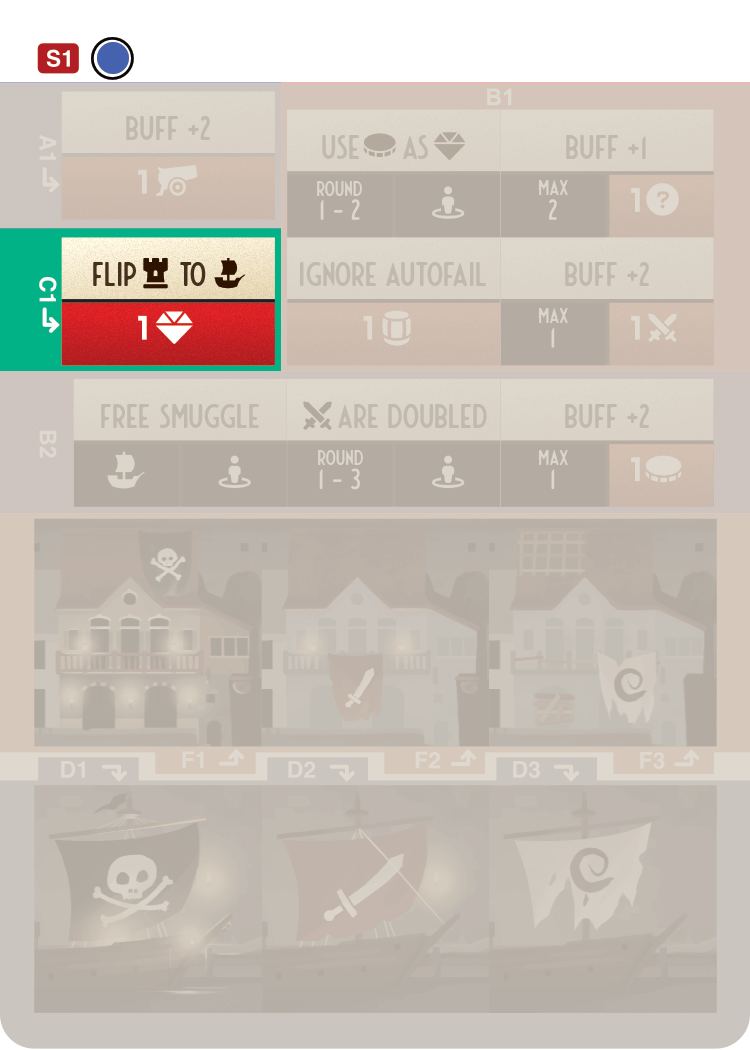 S1
B1
A1
BUFF +2
1
USE AS
BUFF +1
ROUND
1 - 2
MAX
2
1 ?
C1
FLIP TO
1
IGNORE AUTOFAIL
1
BUFF +2
MAX
1
1
B2
FREE SMUGGLE
ARE DOUBLED
BUFF +2
ROUND
1 - 3
MAX
1
1
D1
F1
D2
F2
D3
F3